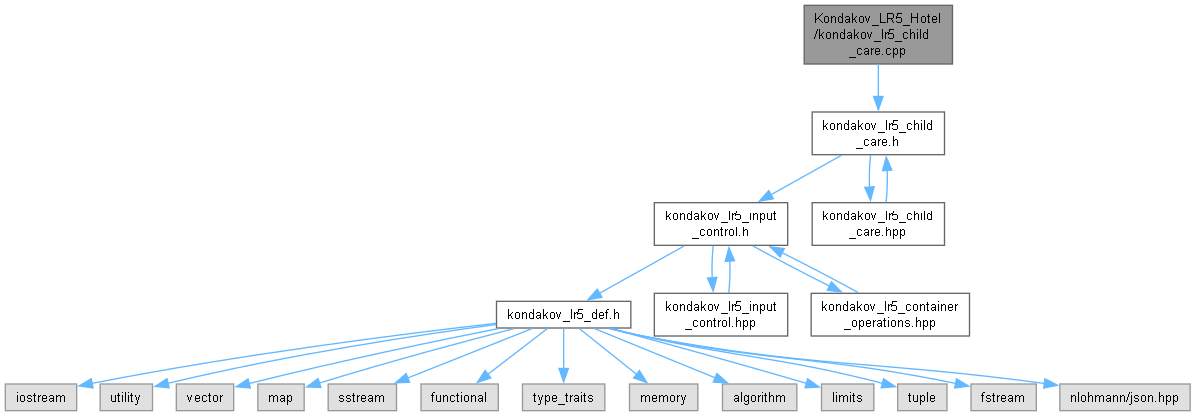 Kondakov_LR5_Hotel
/kondakov_lr5_child
_care.cpp
kondakov_lr5_child
_care.h
kondakov_lr5_input
_control.h
kondakov_lr5_child
_care.hpp
kondakov_lr5_def.h
kondakov_lr5_input
_control.hpp
kondakov_lr5_container
_operations.hpp
iostream
utility
vector
map
sstream
functional
type_traits
memory
algorithm
limits
tuple
fstream
nlohmann/json.hpp